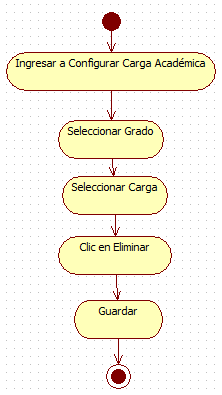 Ingresar a Configurar Carga Académica
Seleccionar Grado
Seleccionar Carga
Clic en Eliminar
Guardar